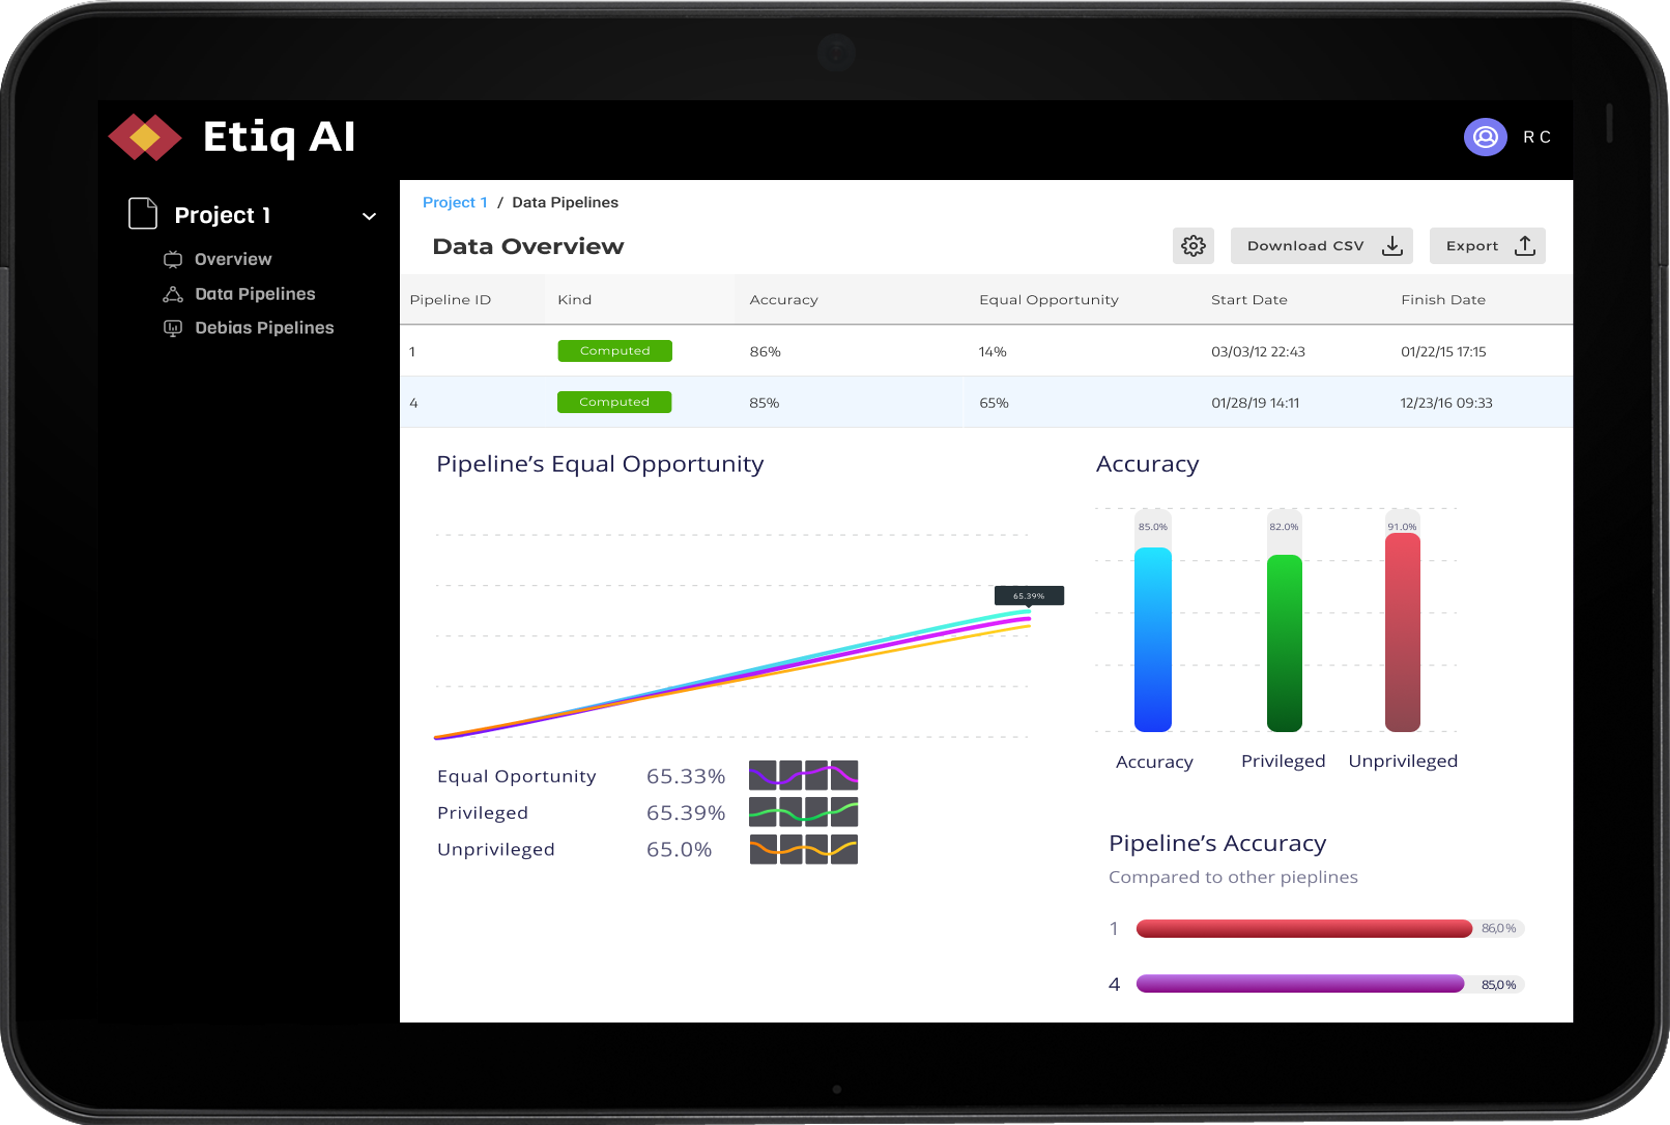 Etiq AI
R C
Project 1
Overview
Data Pipelines
Debias Pipelines
Project 1 / Data Pipelines
Data Overview
Download CSV
Export
Pipeline ID Kind Accuracy Equal Opportunity Start Date Finish Date
1 Computed 86% 14% 03/03/12 22:43 01/22/15 17:15
4 Computed 85% 65% 01/28/19 14:11 12/23/16 09:33
Pipeline’s Equal Opportunity
65.39%
Equal Oportunity 65.33%
Privileged 65.39%
Unprivileged 65.0%
Accuracy
85.0% 82.0% 91.0%
Accuracy Privileged Unprivileged
Pipeline’s Accuracy
Compared to other pieplines
1 86,0%
4 85,0%